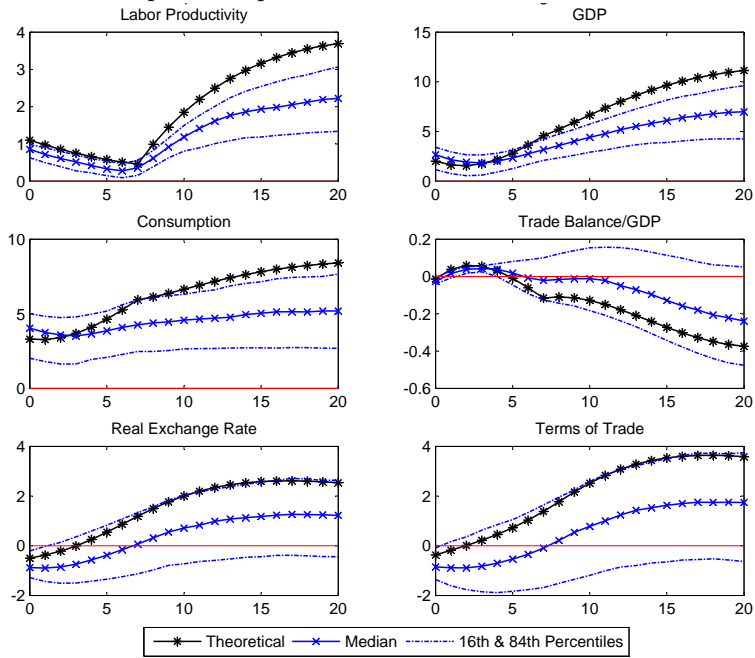 Labor Productivity
4
3
2
1
0
0 5 10 15 20
GDP
15
10
5
0
0 5 10 15 20
Consumption
10
5
0
0 5 10 15 20
Trade Balance/GDP
0.2
0
-0.2
-0.4
-0.6
0 5 10 15 20
Real Exchange Rate
4
2
0
-2
0 5 10 15 20
Terms of Trade
4
2
0
-2
0 5 10 15 20
Theoretical Median 16th & 84th Percentiles